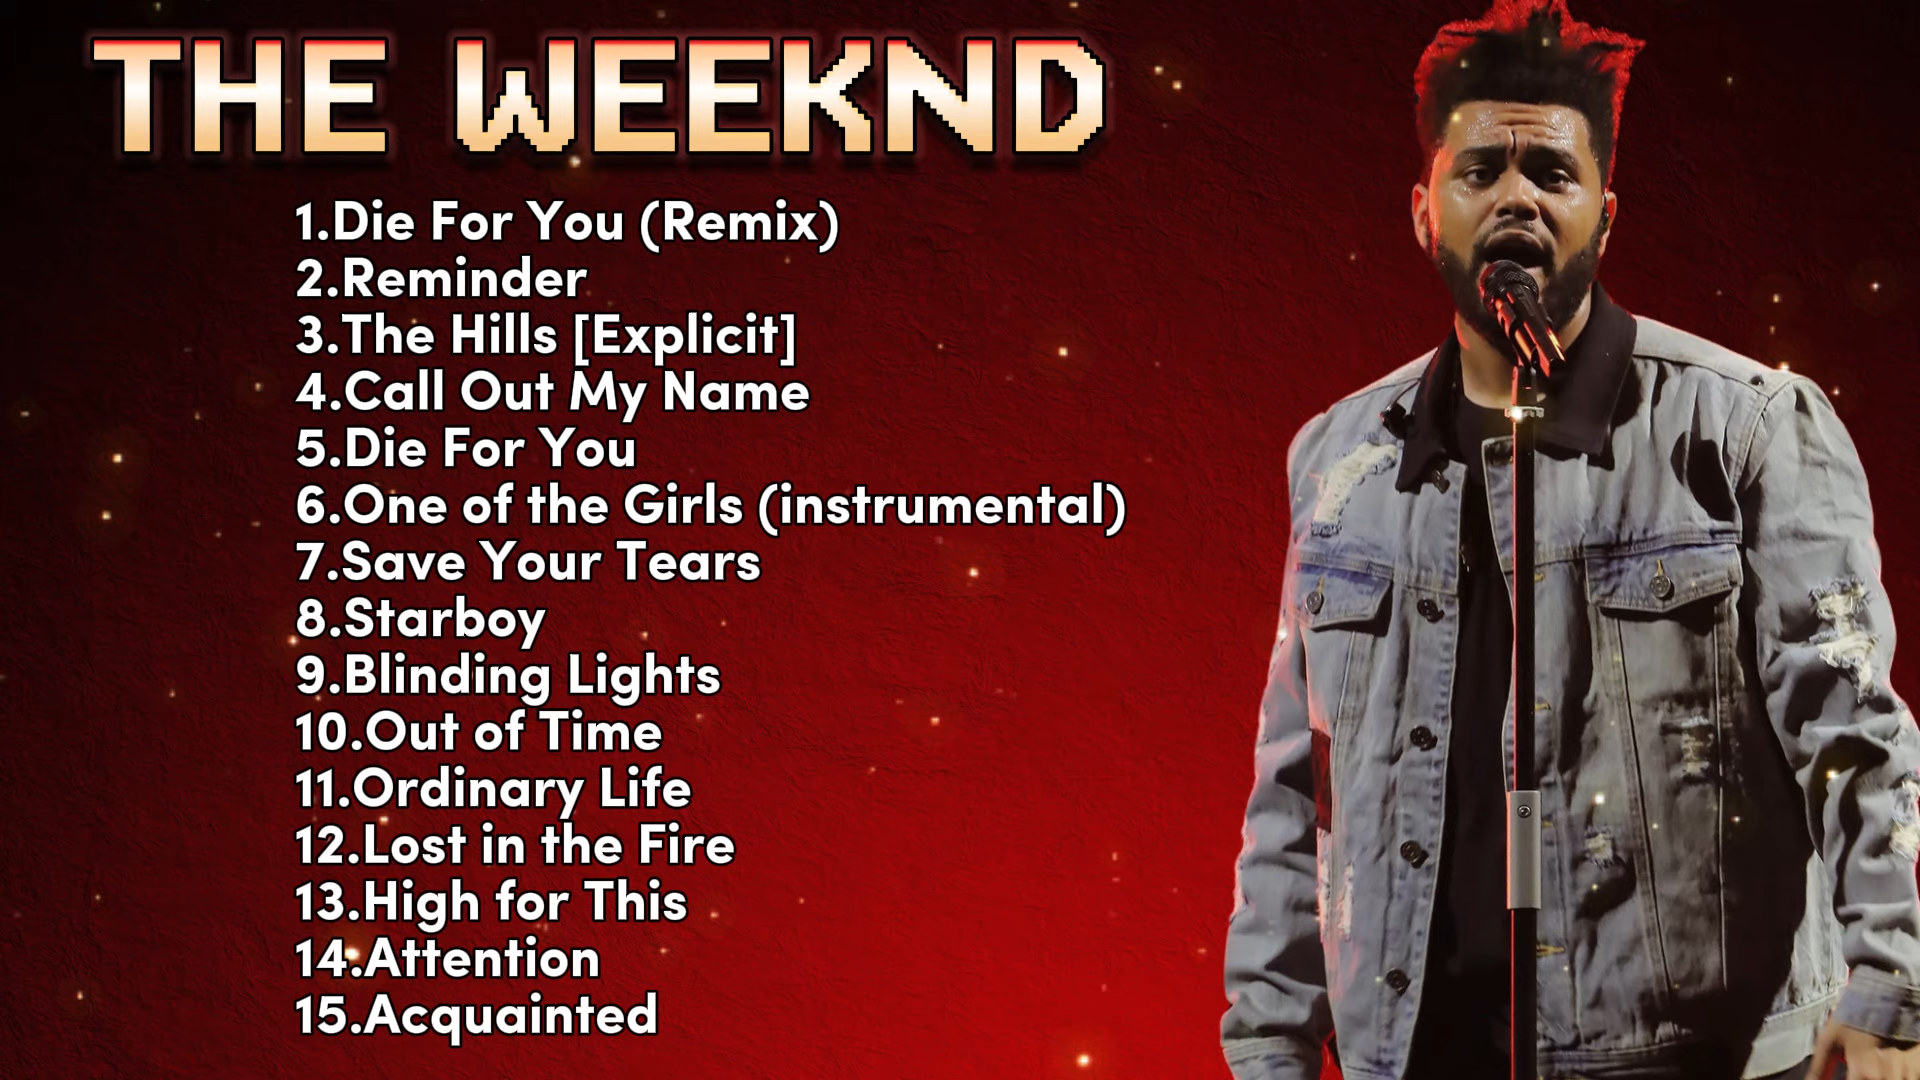 THE WEEKND
1.Die For You (Remix)
2.Reminder
3.The Hills [Explicit]
4.Call Out My Name
5.Die For You
6.One of the Girls (instrumental)
7.Save Your Tears
8.Starboy
9.Blinding Lights
10.Out of Time
11.Ordinary Life
12.Lost in the Fire
13.High for This
14.Attention
15.Acquainted